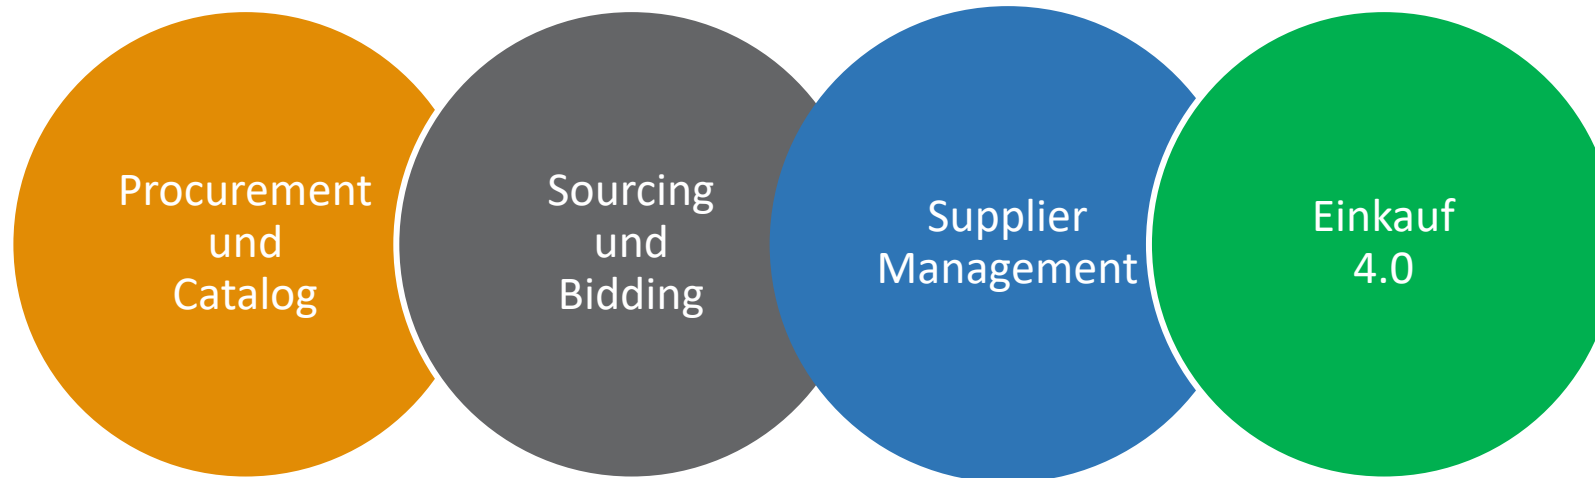 Procurement
und
Catalog
Sourcing
und
Bidding
Supplier
Management
Einkauf
4.0